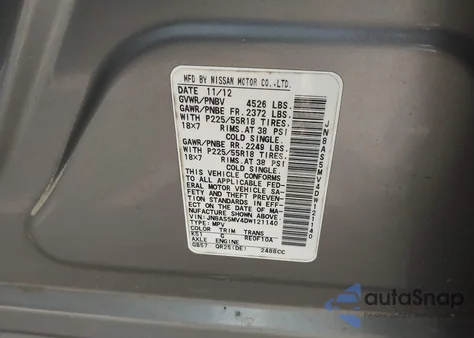 MFD BY NISSAN MOTOR CO.,LTD.
DATE 11/12
GVWR/PNBV 4526 LBS.
GAWR/PNBE FR. 2372 LBS.
WITH P225/55R18 TIRES,
18X7 RIMS, AT 38 PSI
COLD SINGLE.
GAWR/PNBE RR. 2249 LBS.
WITH P225/55R18 TIRES,
18X7 RIMS, AT 38 PSI
COLD SINGLE.
THIS VEHICLE CONFORMS
TO ALL APPLICABLE FED-
ERAL MOTOR VEHICLE SA-
FETY AND THEFT PREVEN-
TION STANDARDS IN EFF-
ECT ON THE DATE OF MA-
NUFACTURE SHOWN ABOVE.
VIN: JN8AS5MV4DW121140
TYPE: MPV
COLOR TRIM TRANS
K51 G RE0F10A
AXLE ENGINE
GB57 QR25(DE) 2488CC
JN8AS5MV4DW121140
autoSnap